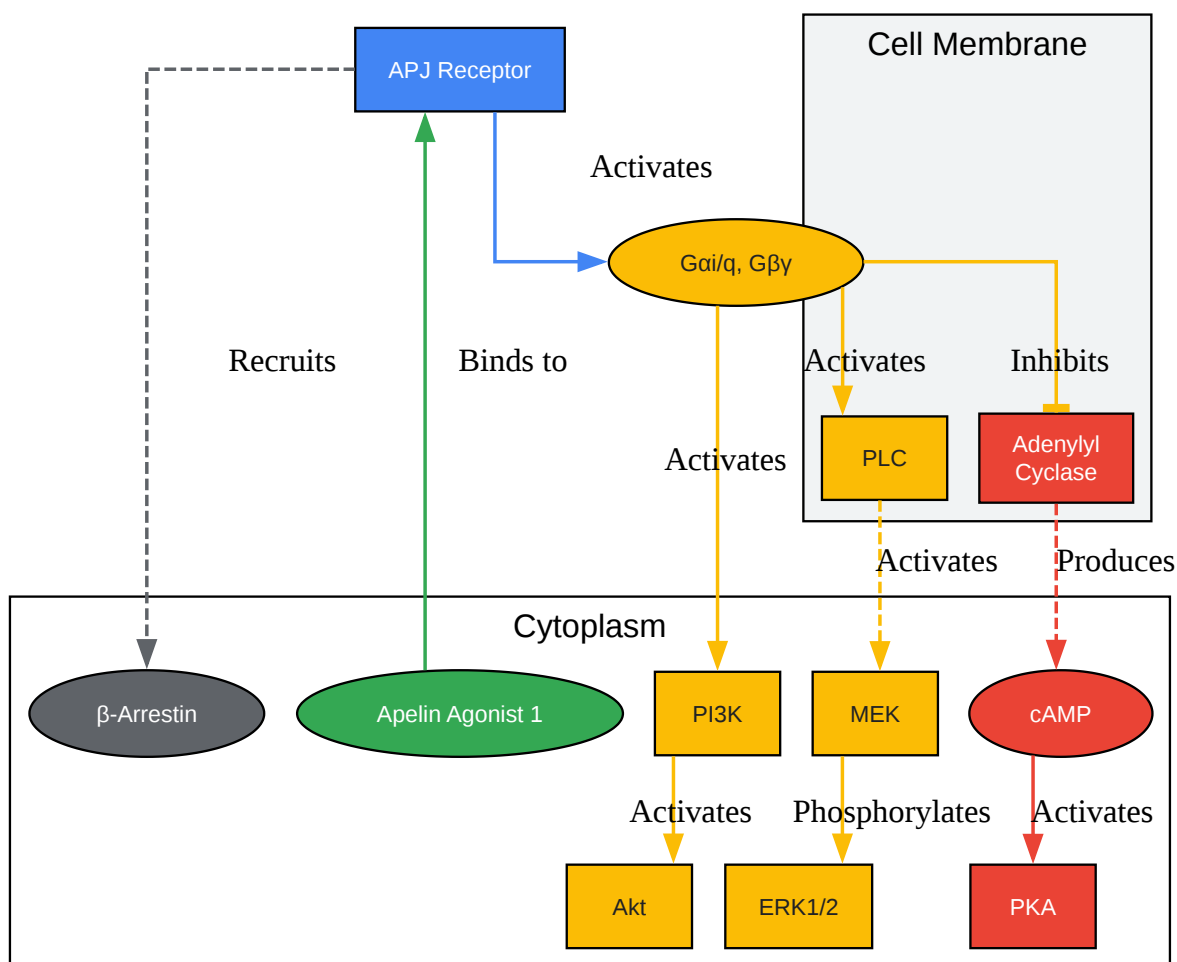 Cell Membrane
APJ Receptor
Activates
Gαi/q, Gβγ
Recruits
Binds to
Activates
Inhibits
Activates
PLC
Adenylyl
Cyclase
Activates
Produces
Cytoplasm
β-Arrestin
Apelin Agonist 1
PI3K
MEK
cAMP
Activates
Phosphorylates
Activates
Akt
ERK1/2
PKA